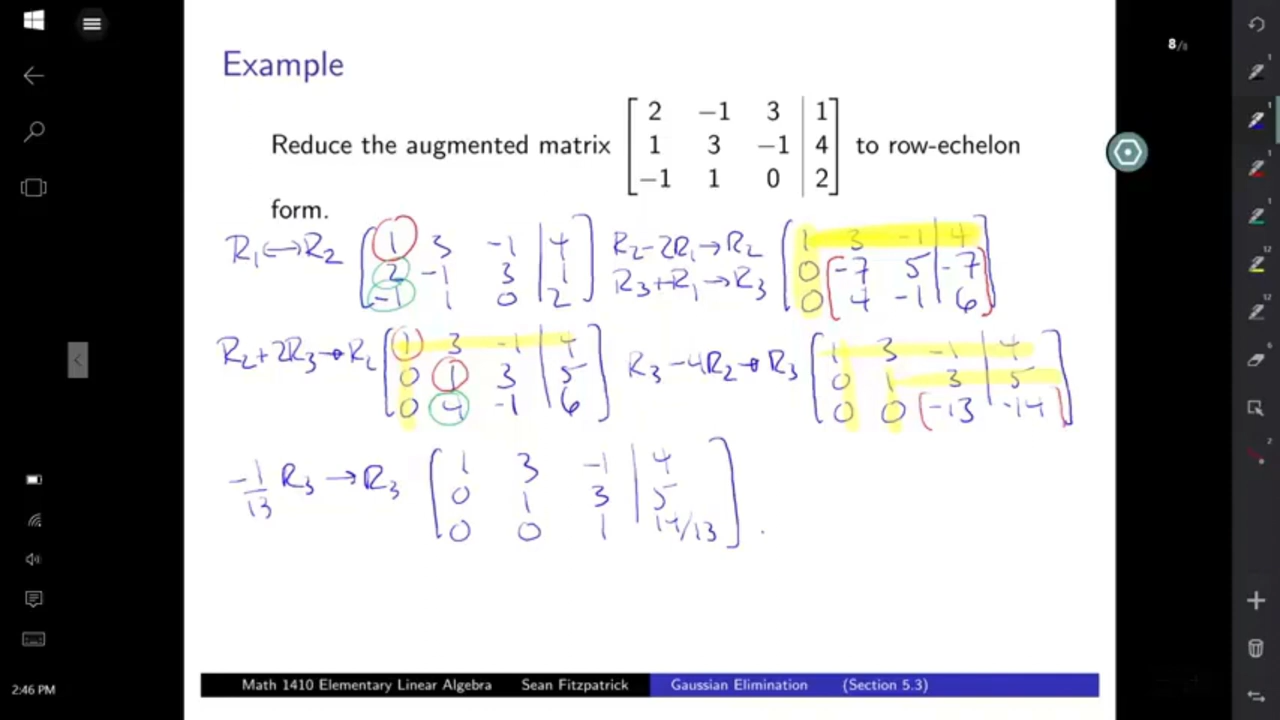 8/8
Example
Reduce the augmented matrix [ 2 −1 3 | 1 ] to row-echelon form.
[ 1 3 −1 | 4 ]
[ −1 1 0 | 2 ]
R1 ↔ R2 [ 1 3 -1 | 4 ]
[ 2 -1 3 | 1 ]
[ -1 1 0 | 2 ]
R2 - 2R1 → R2
R3 + R1 → R3
[ 1 3 -1 | 4 ]
[ 0 -7 5 | -7 ]
[ 0 4 -1 | 6 ]
R2 + 2R3 → R2 [ 1 3 -1 | 4 ]
[ 0 1 3 | 5 ]
[ 0 4 -1 | 6 ]
R3 - 4R2 → R3 [ 1 3 -1 | 4 ]
[ 0 1 3 | 5 ]
[ 0 0 -13 | -14 ]
-1/13 R3 → R3 [ 1 3 -1 | 4 ]
[ 0 1 3 | 5 ]
[ 0 0 1 | 14/13 ].
Math 1410 Elementary Linear Algebra Sean Fitzpatrick Gaussian Elimination (Section 5.3)
2:46 PM